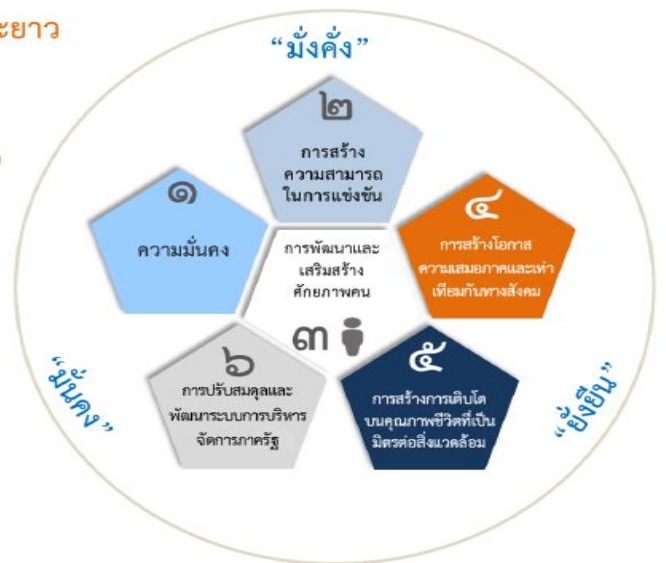 ะยาว
“มั่งคั่ง”
๒
การสร้าง
ความสามารถ
ในการแข่งขัน
๑
ความมั่นคง
การพัฒนาและ
เสริมสร้าง
ศักยภาพคน
๓
๔
การสร้างโอกาส
ความเสมอภาคและเท่า
เทียมกันทางสังคม
๖
การปรับสมดุลและ
พัฒนาระบบการบริหาร
จัดการภาครัฐ
๕
การสร้างการเติบโต
บนคุณภาพชีวิตที่เป็น
มิตรต่อสิ่งแวดล้อม
“มั่นคง”
“ยั่งยืน”